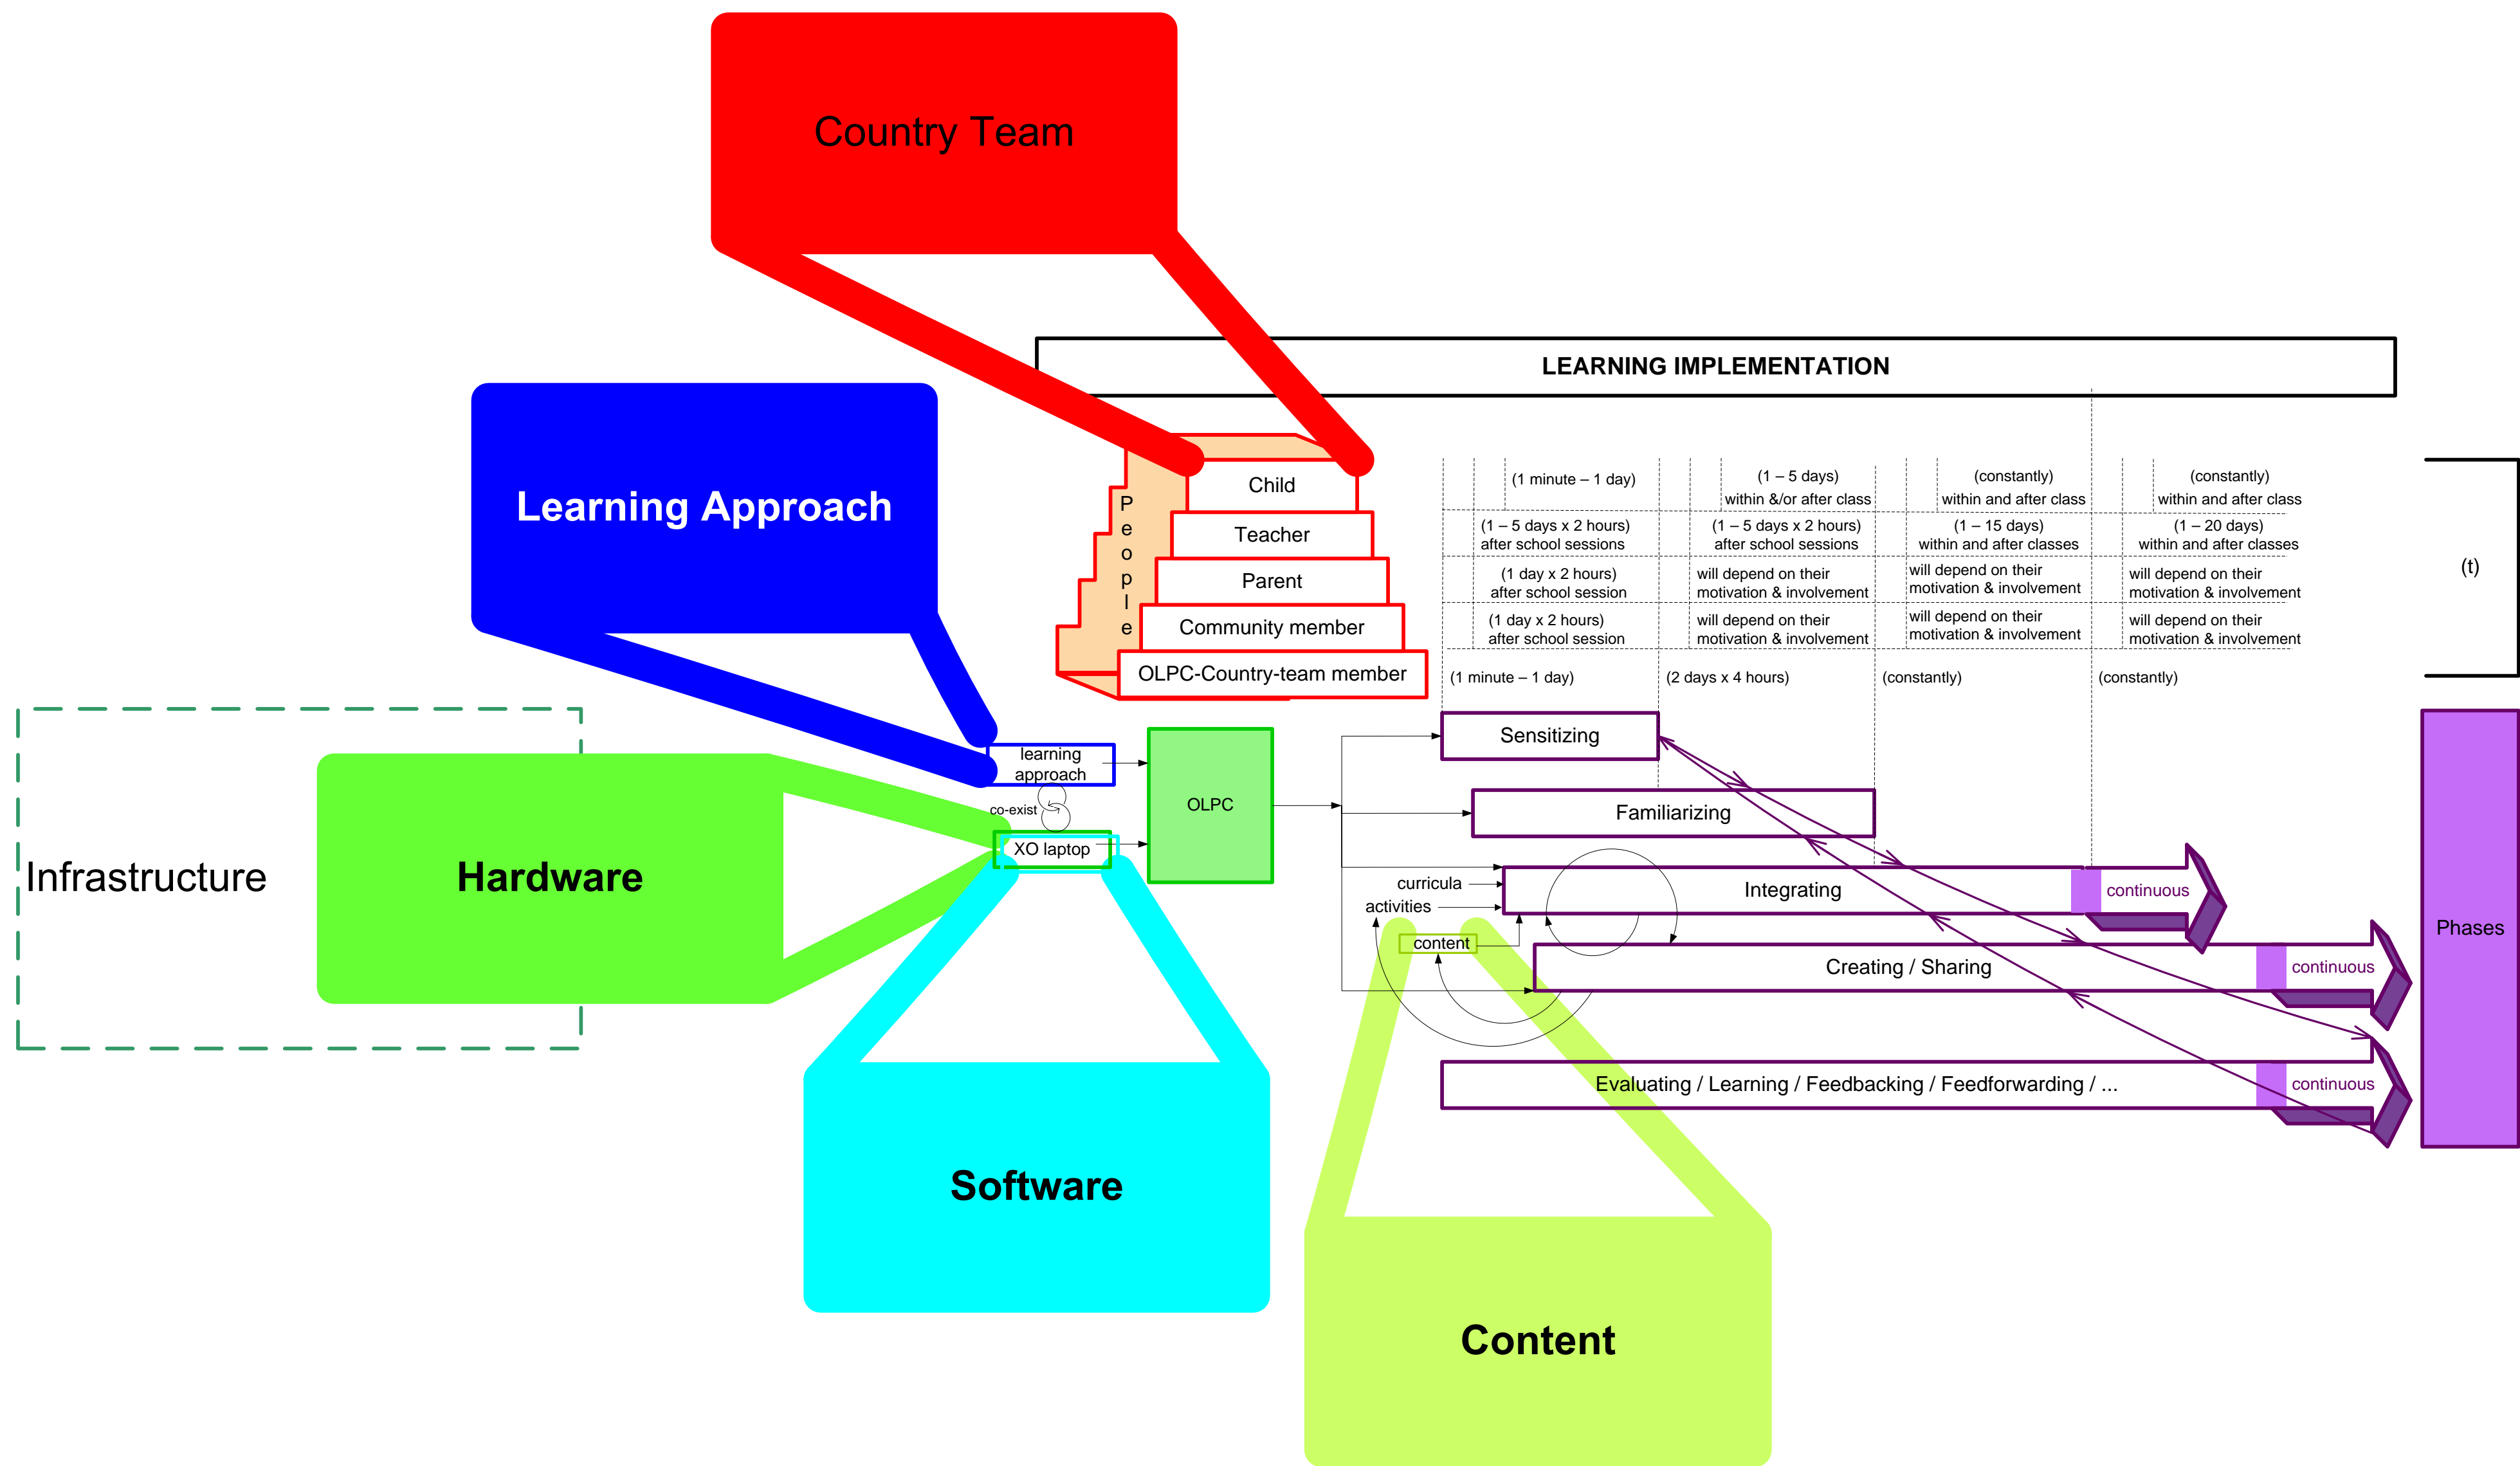 Country Team
LEARNING IMPLEMENTATION
Learning Approach
People
Child
Teacher
Parent
Community member
OLPC-Country-team member
(1 minute – 1 day)
(1 – 5 days)
within &/or after class
(constantly)
within and after class
(constantly)
within and after class
(1 – 5 days x 2 hours)
after school sessions
(1 – 5 days x 2 hours)
after school sessions
(1 – 15 days)
within and after classes
(1 – 20 days)
within and after classes
(1 day x 2 hours)
after school session
will depend on their
motivation & involvement
will depend on their
motivation & involvement
will depend on their
motivation & involvement
(1 day x 2 hours)
after school session
will depend on their
motivation & involvement
will depend on their
motivation & involvement
will depend on their
motivation & involvement
(1 minute – 1 day)
(2 days x 4 hours)
(constantly)
(constantly)
(t)
Infrastructure
Hardware
learning
approach
co-exist
XO laptop
OLPC
Sensitizing
Familiarizing
curricula
activities
content
Integrating
continuous
Creating / Sharing
continuous
Evaluating / Learning / Feedbacking / Feedforwarding / ...
continuous
Phases
Software
Content